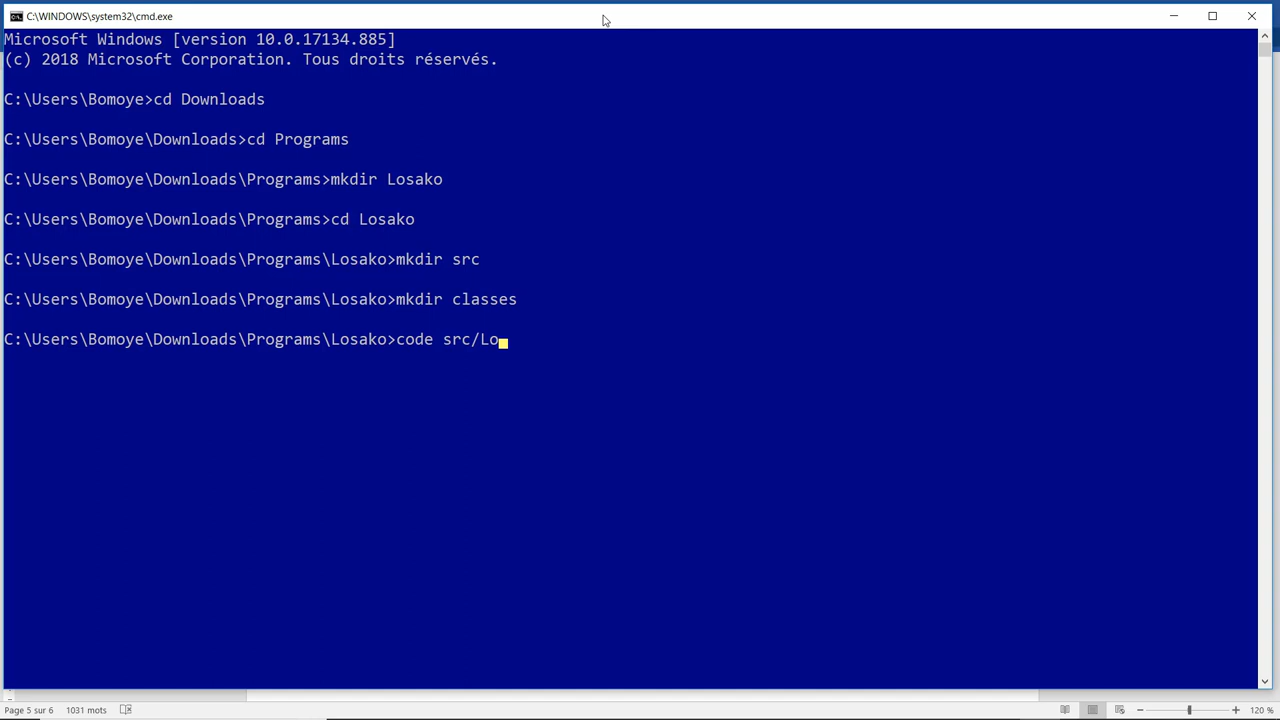 C:\WINDOWS\system32\cmd.exe
Microsoft Windows [version 10.0.17134.885]
(c) 2018 Microsoft Corporation. Tous droits réservés.
C:\Users\Bomoye>cd Downloads
C:\Users\Bomoye\Downloads>cd Programs
C:\Users\Bomoye\Downloads\Programs>mkdir Losako
C:\Users\Bomoye\Downloads\Programs>cd Losako
C:\Users\Bomoye\Downloads\Programs\Losako>mkdir src
C:\Users\Bomoye\Downloads\Programs\Losako>mkdir classes
C:\Users\Bomoye\Downloads\Programs\Losako>code src/Lo
Page 5 sur 6 1031 mots 120 %